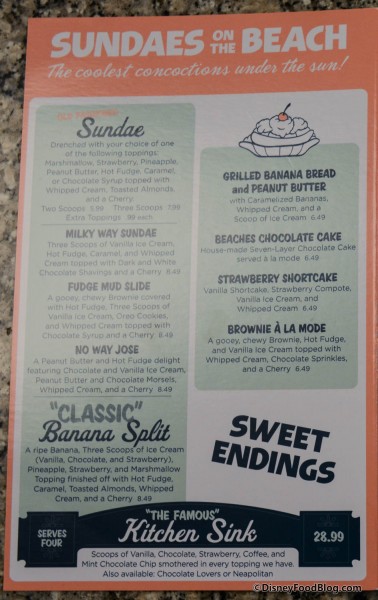 SUNDAES ON THE BEACH
The coolest concoctions under the sun!
Sundae
Drenched with your choice of one
of the following toppings:
Marshmallow, Strawberry, Pineapple,
Peanut Butter, Hot Fudge, Caramel,
or Chocolate Syrup topped with
Whipped Cream, Toasted Almonds,
and a Cherry.
Two Scoops 5.99 Three Scoops 7.99
Extra Toppings .99 each
MILKY WAY SUNDAE
Three Scoops of Vanilla Ice Cream,
Hot Fudge, Caramel, and Whipped
Cream topped with Dark and White
Chocolate Shavings and a Cherry 8.49
FUDGE MUD SLIDE
A gooey, chewy Brownie covered
with Hot Fudge, Three Scoops of
Vanilla Ice Cream, Oreo Cookies,
and Whipped Cream topped with
Chocolate Syrup and a Cherry 8.49
NO WAY JOSE
A Peanut Butter and Hot Fudge delight
featuring Chocolate and Vanilla Ice Cream,
Peanut Butter and Chocolate Morsels,
Whipped Cream, and a Cherry 8.49
"CLASSIC"
Banana Split
A ripe Banana, Three Scoops of Ice Cream
(Vanilla, Chocolate, and Strawberry),
Pineapple, Strawberry, and Marshmallow
Topping finished off with Hot Fudge,
Caramel, Toasted Almonds, Whipped
Cream, and a Cherry 8.49
GRILLED BANANA BREAD
and PEANUT BUTTER
with Caramelized Bananas,
Whipped Cream, and a
Scoop of Ice Cream 6.49
BEACHES CHOCOLATE CAKE
House-made Seven-Layer Chocolate Cake
served à la mode 6.49
STRAWBERRY SHORTCAKE
Vanilla Shortcake, Strawberry Compote,
Vanilla Ice Cream, and
Whipped Cream 6.49
BROWNIE À LA MODE
A gooey, chewy Brownie, Hot Fudge,
and Vanilla Ice Cream topped with
Whipped Cream, Chocolate Sprinkles,
and a Cherry 6.49
SWEET
ENDINGS
SERVES
FOUR
"THE FAMOUS"
Kitchen Sink
28.99
Scoops of Vanilla, Chocolate, Strawberry, Coffee, and
Mint Chocolate Chip smothered in every topping we have.
Also available: Chocolate Lovers or Neapolitan
©DisneyFoodBlog.com